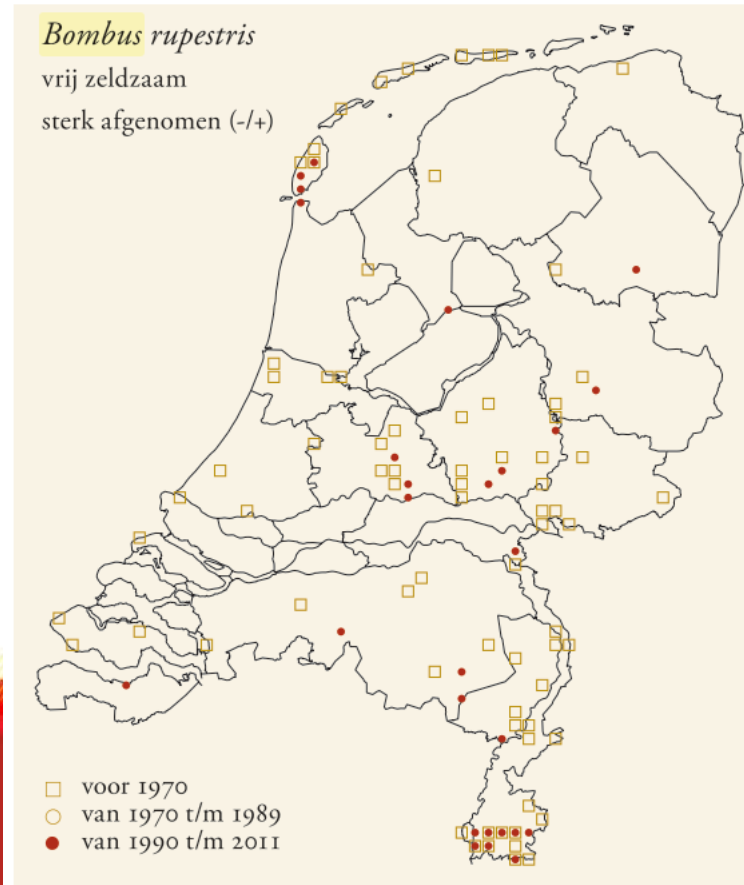 Bombus rupestris
vrij zeldzaam
sterk afgenomen (-/+)
voor 1970
van 1970 t/m 1989
van 1990 t/m 2011